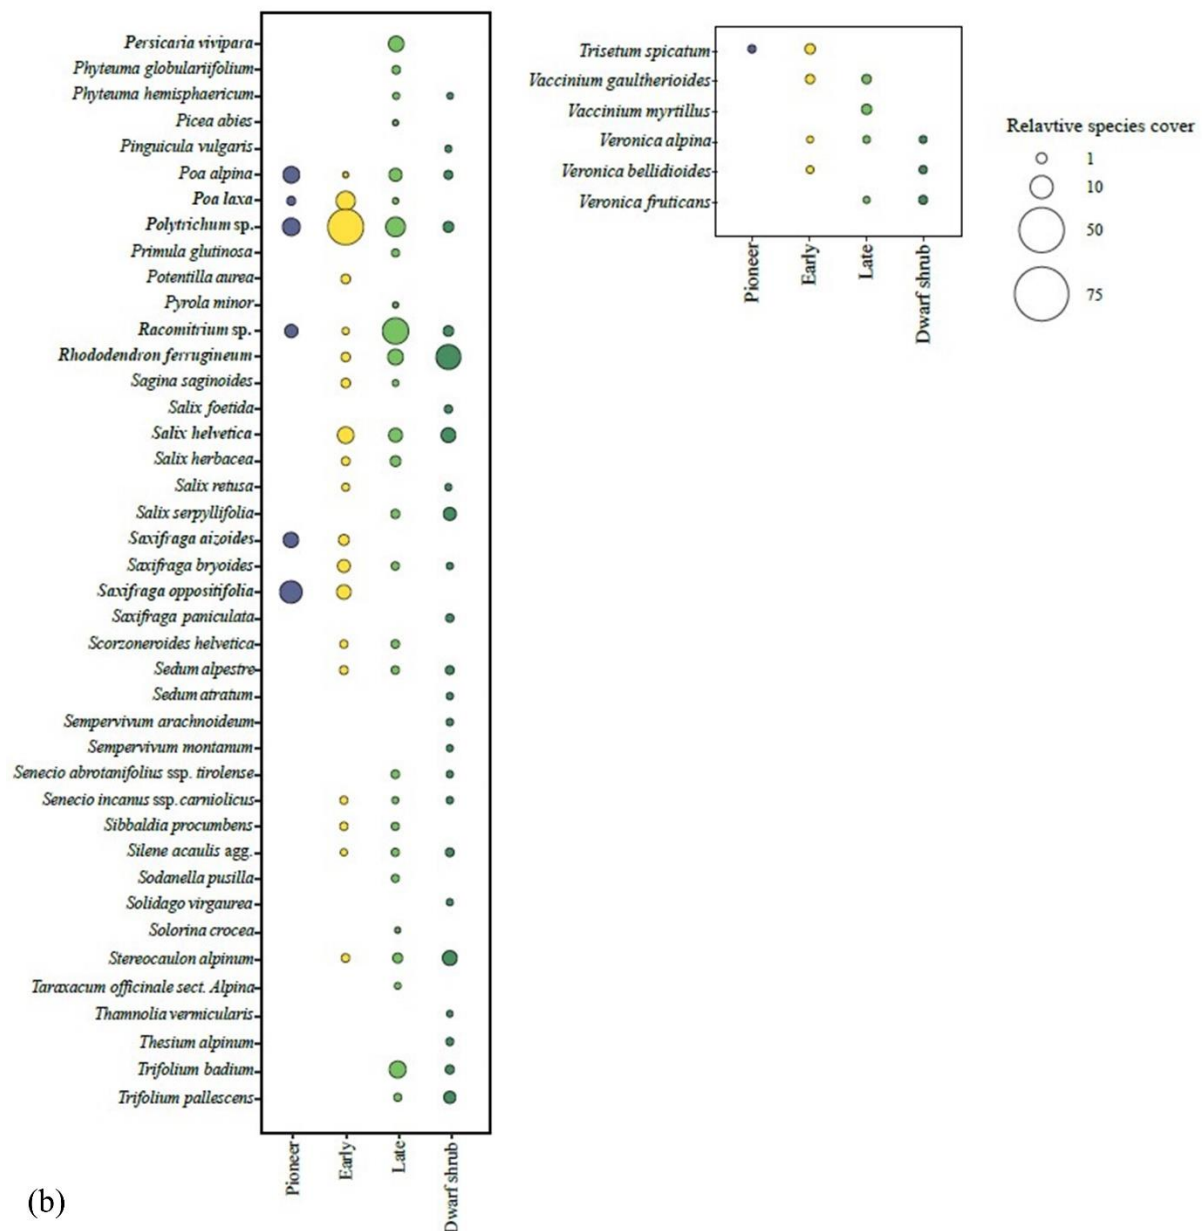 Persicaria vivipara
Phyteuma globulariifolium
Phyteuma hemisphaericum
Picea abies
Pinguicula vulgaris
Poa alpina
Poa laxa
Polytrichum sp.
Primula glutinosa
Potentilla aurea
Pyrola minor
Racomitrium sp.
Rhododendron ferrugineum
Sagina saginoides
Salix foetida
Salix helvetica
Salix herbacea
Salix retusa
Salix serpyllifolia
Saxifraga aizoides
Saxifraga bryoides
Saxifraga oppositifolia
Saxifraga paniculata
Scorzoneroides helvetica
Sedum alpestre
Sedum atratum
Sempervivum arachnoideum
Sempervivum montanum
Senecio abrotanifolius ssp. tirolense
Senecio incanus ssp. carniolicus
Sibbaldia procumbens
Silene acaulis agg.
Sodanella pusilla
Solidago virgaurea
Solorina crocea
Stereocaulon alpinum
Taraxacum officinale sect. Alpina
Thamnolia vermicularis
Thesium alpinum
Trifolium badium
Trifolium pallescens
Pioneer
Early
Late
Dwarf shrub
Trisetum spicatum
Vaccinium gaultherioides
Vaccinium myrtillus
Veronica alpina
Veronica bellidioides
Veronica fruticans
Pioneer
Early
Late
Dwarf shrub
Relavtive species cover
1
10
50
75
(b)